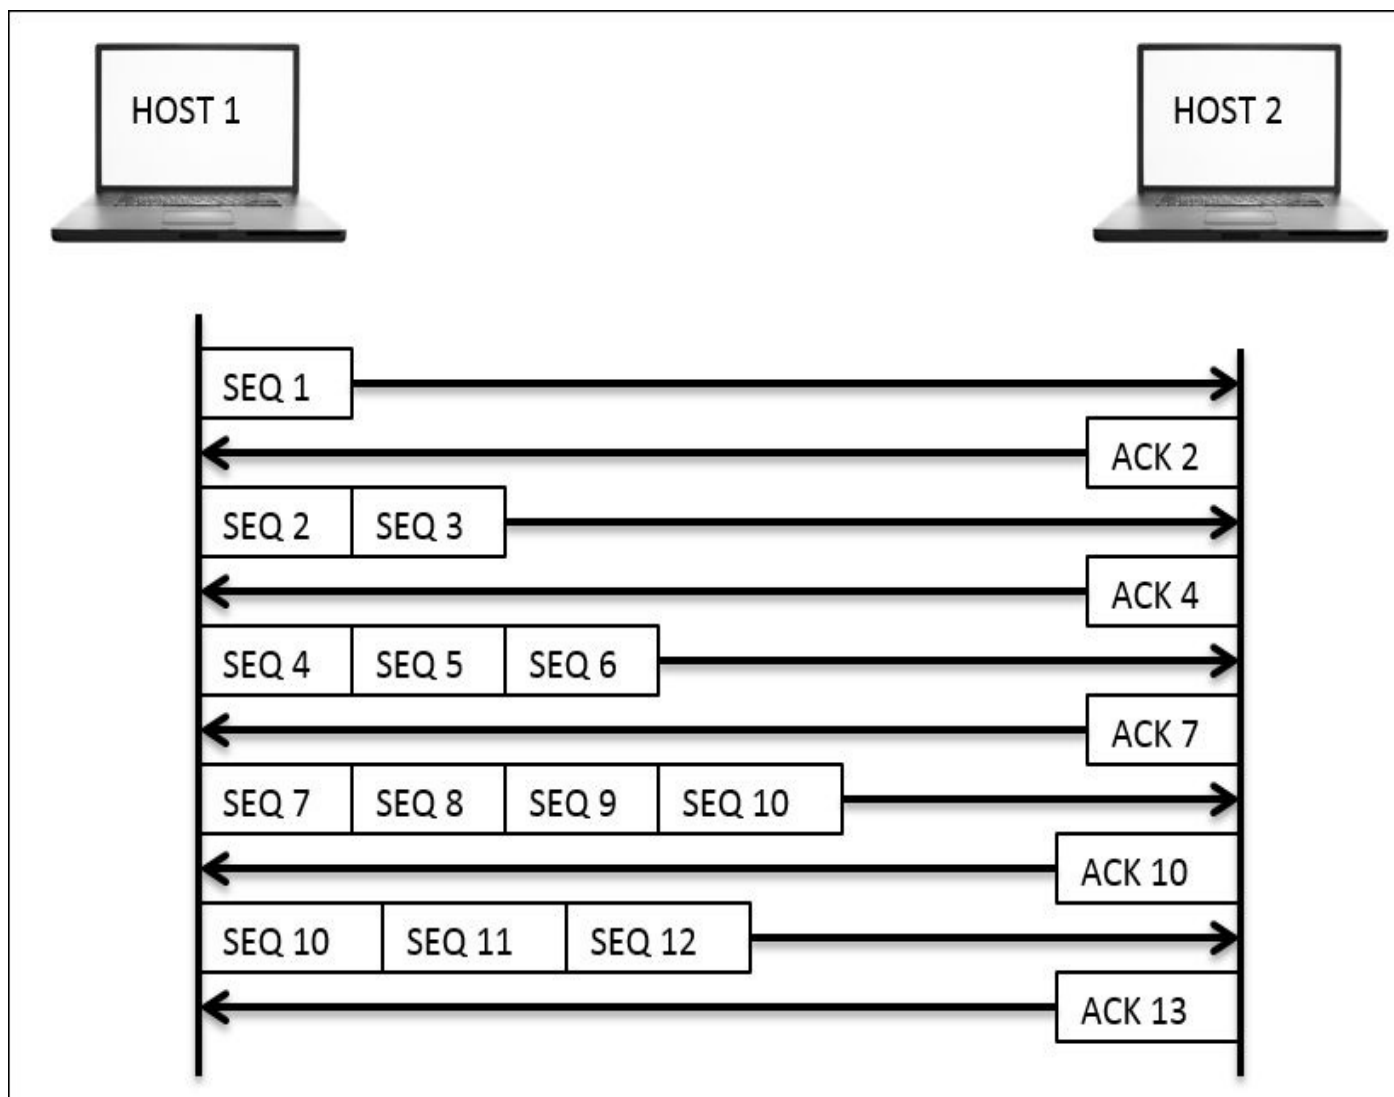 HOST 1
HOST 2
SEQ 1
ACK 2
SEQ 2 SEQ 3
ACK 4
SEQ 4 SEQ 5 SEQ 6
ACK 7
SEQ 7 SEQ 8 SEQ 9 SEQ 10
ACK 10
SEQ 10 SEQ 11 SEQ 12
ACK 13